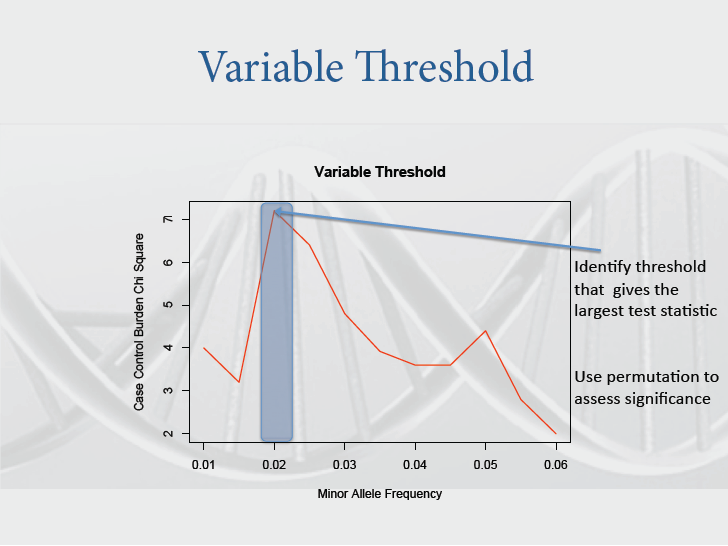 Variable Threshold
Variable Threshold
Case Control Burden Chi Square
7
6
5
4
3
2
0.01 0.02 0.03 0.04 0.05 0.06
Minor Allele Frequency
Identify threshold
that gives the
largest test statistic
Use permutation to
assess significance